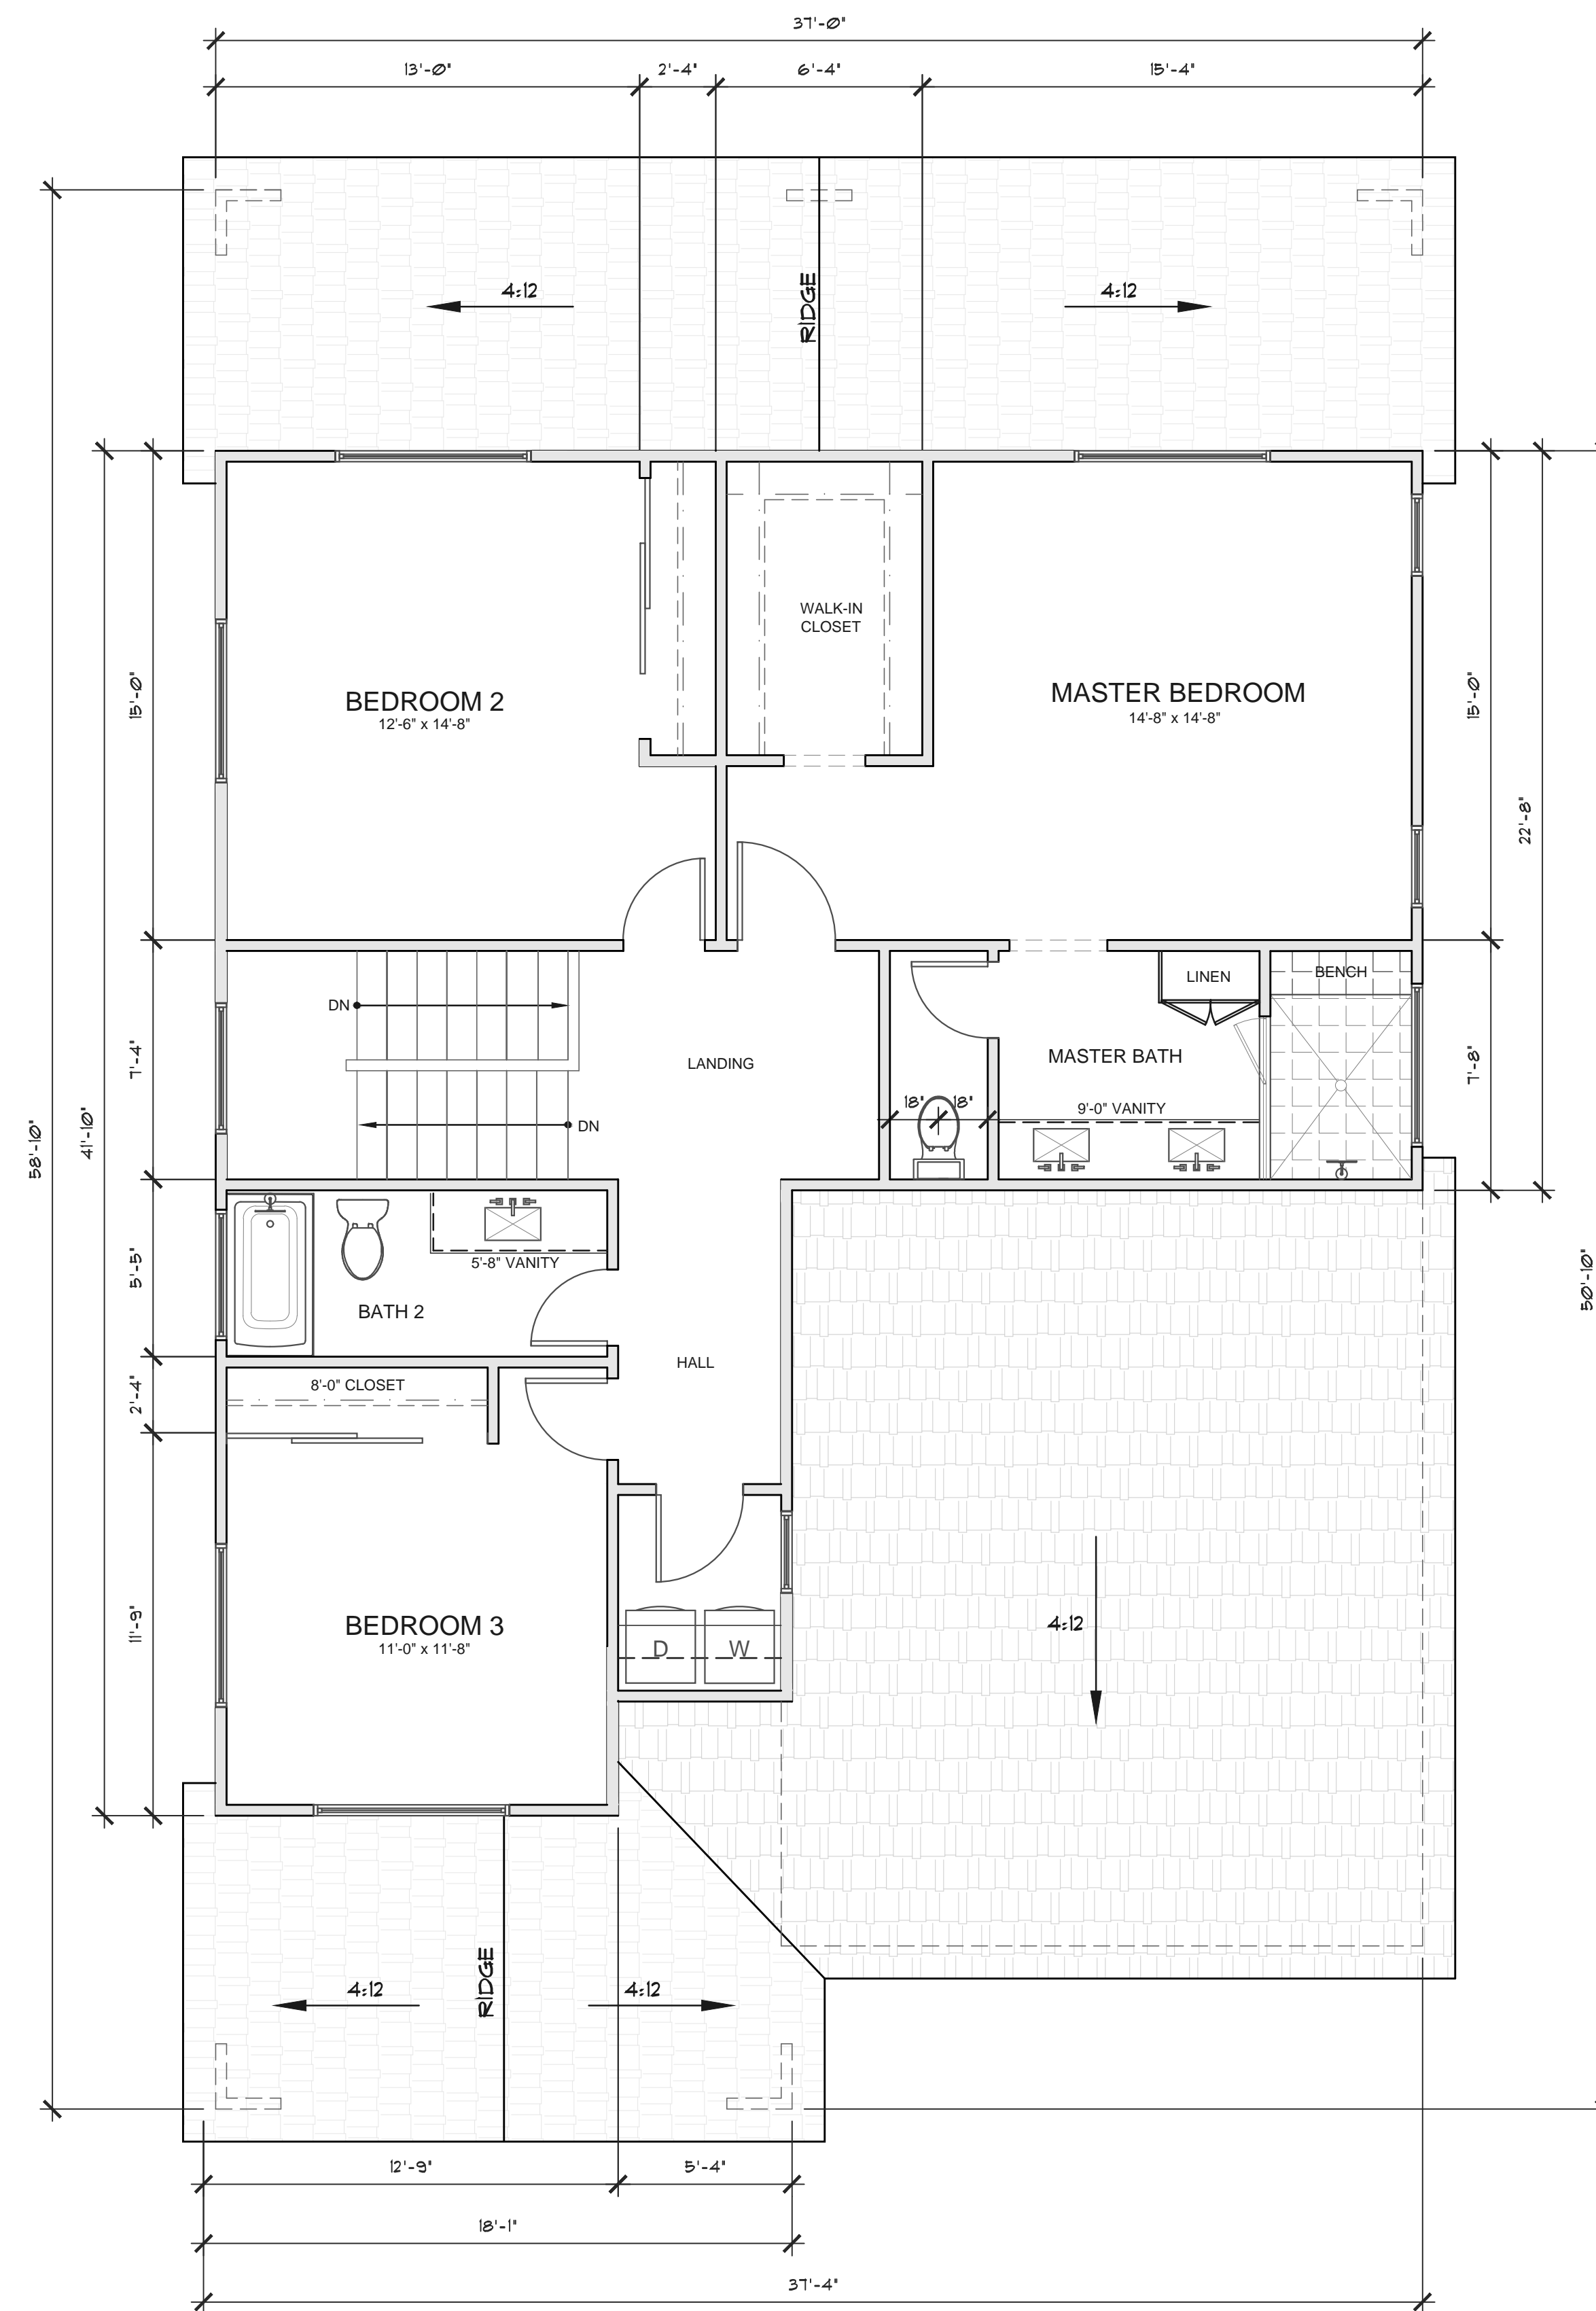 37'-0"
13'-0"
2'-4"
6'-4"
15'-4"
4:12
RIDGE
4:12
WALK-IN
CLOSET
BEDROOM 2
12'-6" x 14'-8"
MASTER BEDROOM
14'-8" x 14'-8"
15'-0"
15'-0"
22'-8"
DN
LINEN
BENCH
LANDING
MASTER BATH
7'-4"
7'-8"
18"
18"
9'-0" VANITY
DN
58'-10"
41'-10"
5'-8" VANITY
5'-5"
50'-10"
BATH 2
HALL
8'-0" CLOSET
2'-4"
BEDROOM 3
11'-0" x 11'-8"
11'-9"
D
W
4:12
RIDGE
4:12
4:12
12'-9"
5'-4"
18'-1"
37'-4"